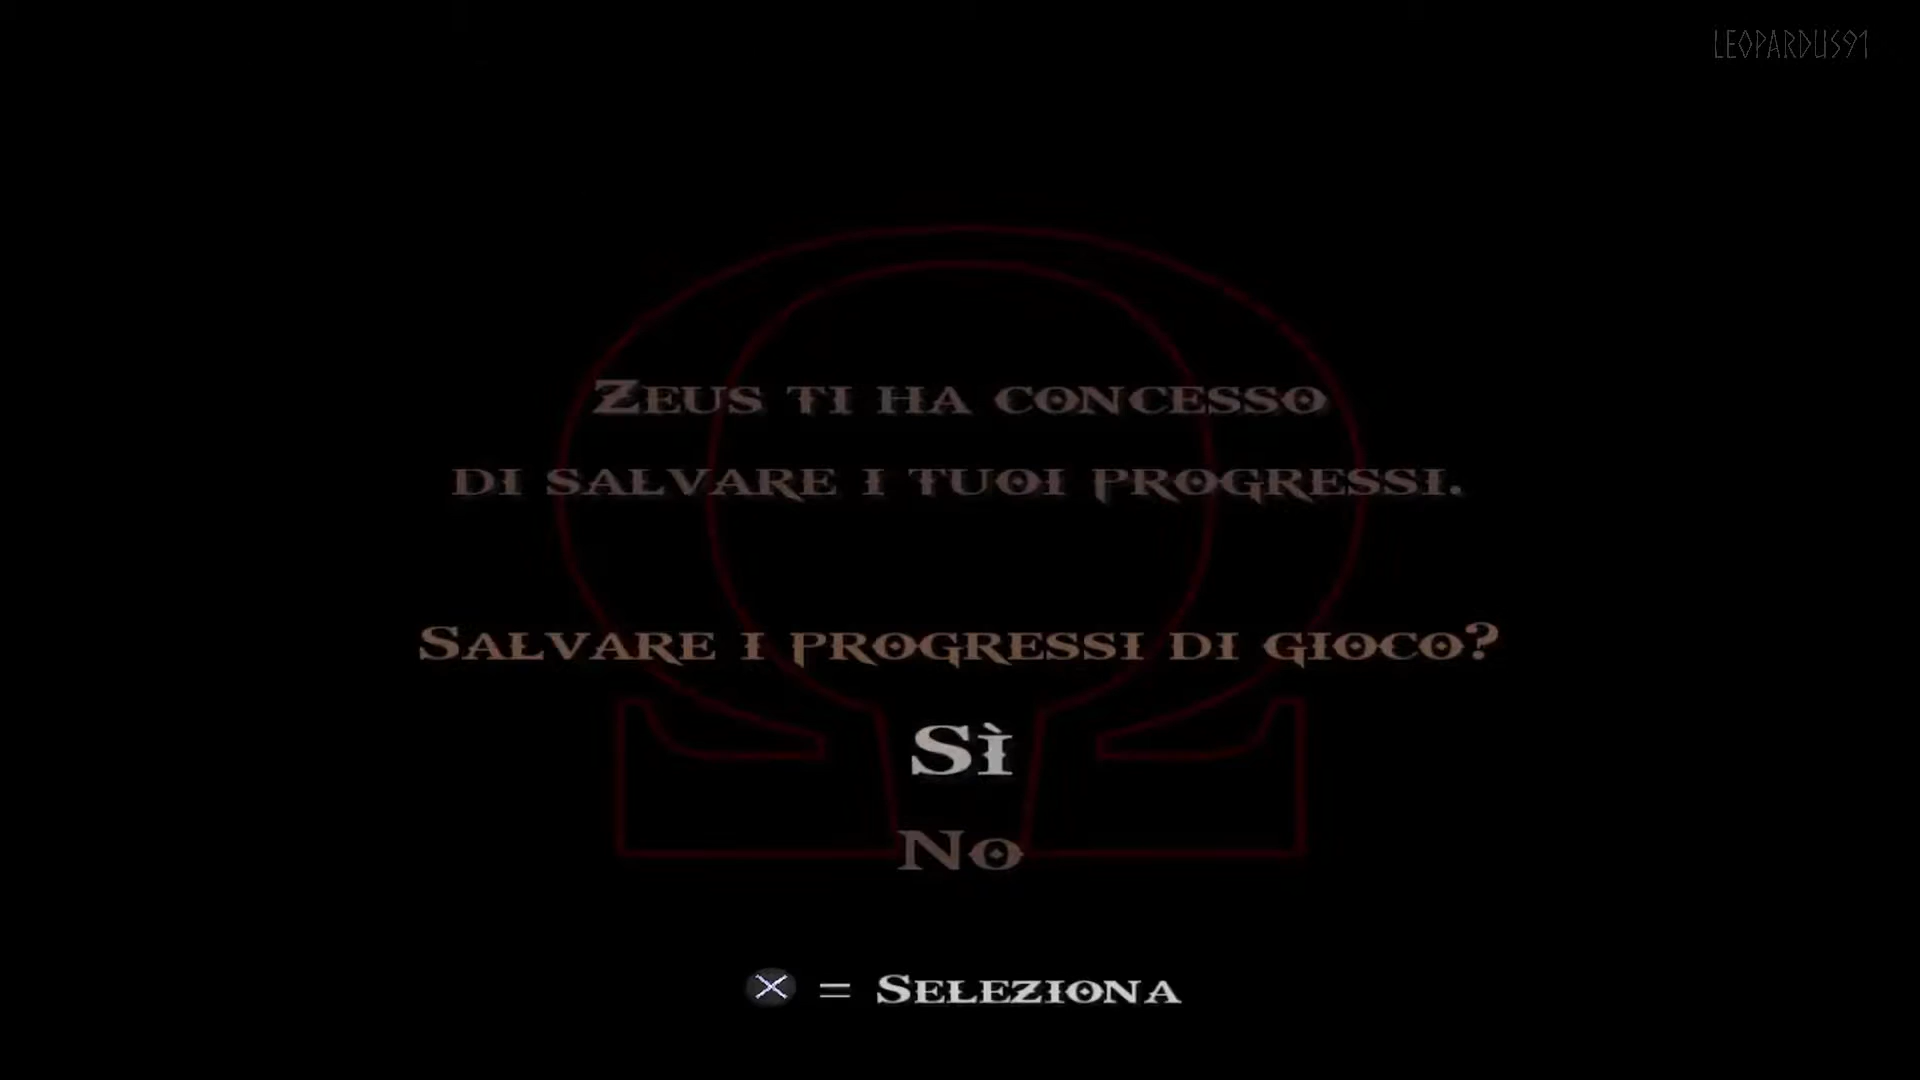 LEOPARDUS91
Zeus ti ha concesso
di salvare i tuoi progressi.
Salvare i progressi di gioco?
Sì
No
= Seleziona